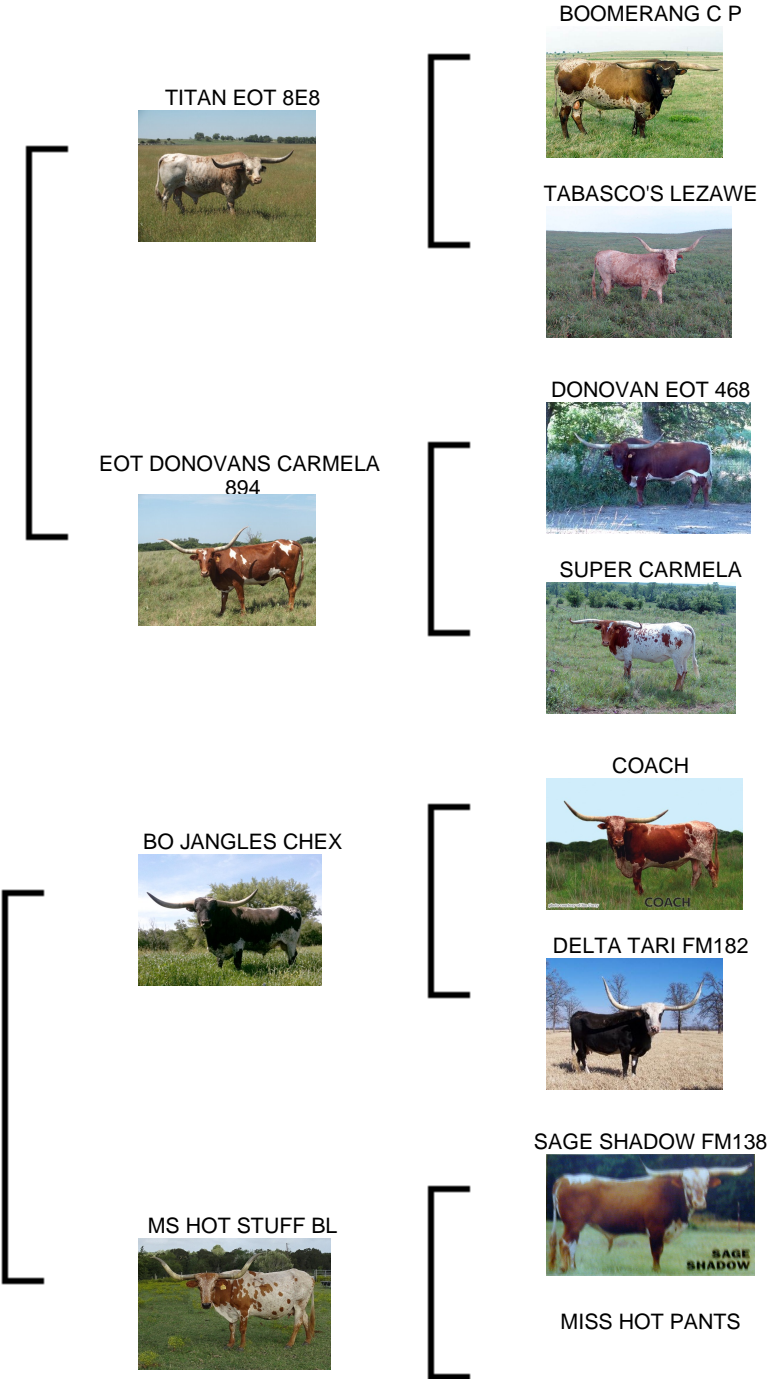 BOOMERANG C P
TITAN EOT 8E8
TABASCO'S LEZAWE
DONOVAN EOT 468
EOT DONOVANS CARMELA
894
SUPER CARMELA
COACH
COACH
BO JANGLES CHEX
DELTA TARI FM182
SAGE SHADOW FM138
SAGE
SHADOW
MS HOT STUFF BL
MISS HOT PANTS